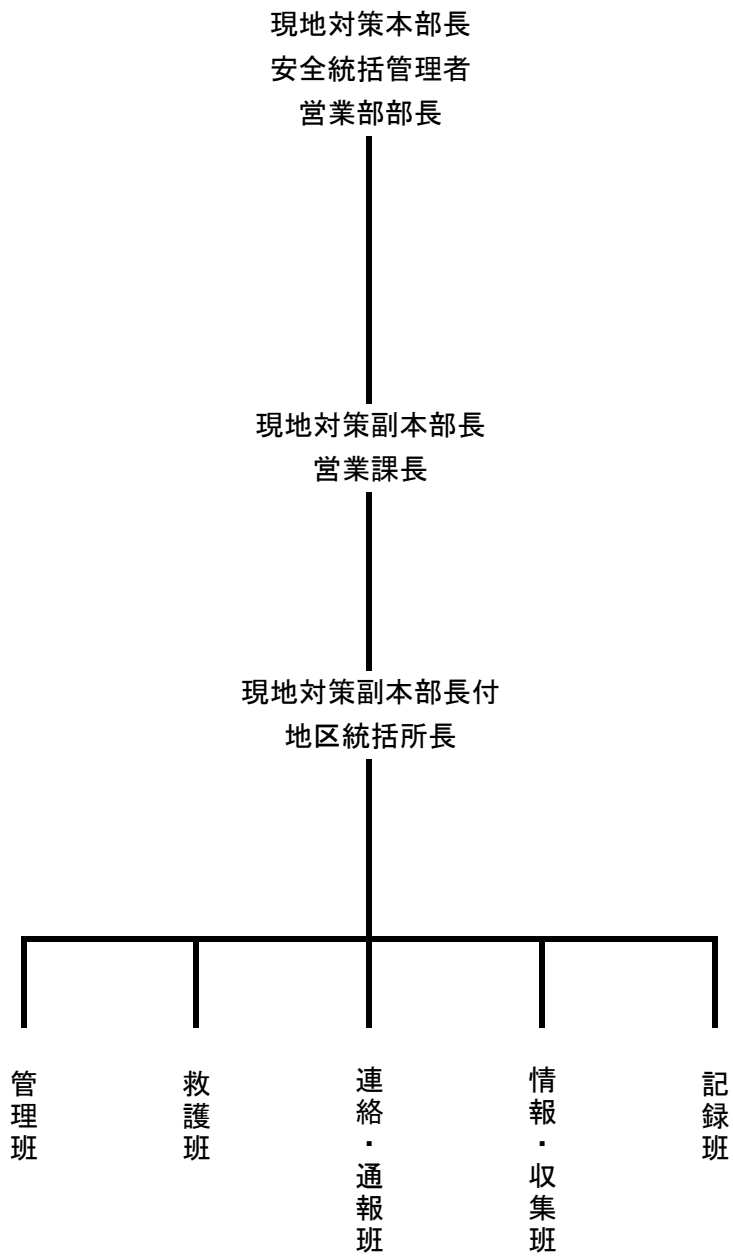 現地対策本部長
安全統括管理者
営業部部長
現地対策副本部長
営業課長
現地対策副本部長付
地区統括所長
管理班
救護班
連絡・通報班
情報・収集班
記録班